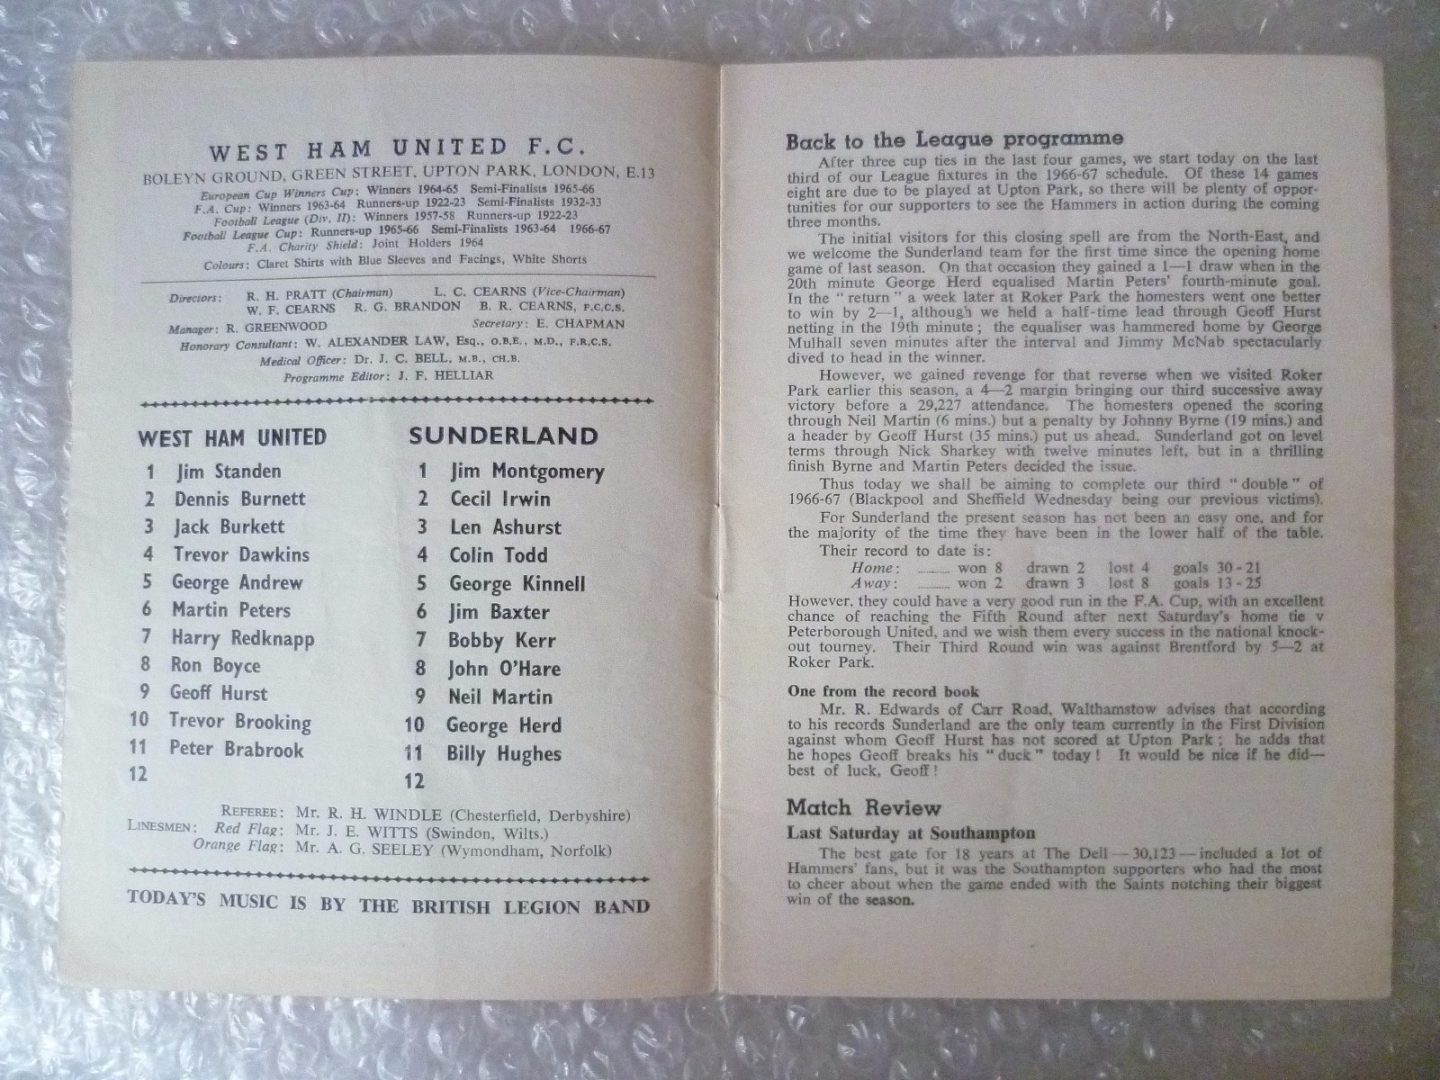 WEST HAM UNITED F.C.
BOLEYN GROUND, GREEN STREET, UPTON PARK, LONDON, E.13
European Cup Winners Cup: Winners 1964-65 Semi-Finalists 1965-66
F.A. Cup: Winners 1963-64 Runners-up 1922-23 Semi-Finalists 1932-33
Football League (Div. II): Winners 1957-58 Runners-up 1922-23
Football League Cup: Runners-up 1965-66 Semi-Finalists 1963-64 1966-67
F.A. Charity Shield: Joint Holders 1964
Colours: Claret Shirts with Blue Sleeves and Facings, White Shorts
Directors: R. H. PRATT (Chairman) L. C. CEARNS (Vice-Chairman)
W. F. CEARNS R. G. BRANDON B. R. CEARNS, F.C.C.S.
Manager: R. GREENWOOD Secretary: E. CHAPMAN
Honorary Consultant: W. ALEXANDER LAW, Esq., O.B.E., M.D., F.R.C.S.
Medical Officer: Dr. J. C. BELL, M.B., CH.B.
Programme Editor: J. F. HELLIAR
WEST HAM UNITED
1 Jim Standen
2 Dennis Burnett
3 Jack Burkett
4 Trevor Dawkins
5 George Andrew
6 Martin Peters
7 Harry Redknapp
8 Ron Boyce
9 Geoff Hurst
10 Trevor Brooking
11 Peter Brabrook
12
SUNDERLAND
1 Jim Montgomery
2 Cecil Irwin
3 Len Ashurst
4 Colin Todd
5 George Kinnell
6 Jim Baxter
7 Bobby Kerr
8 John O'Hare
9 Neil Martin
10 George Herd
11 Billy Hughes
12
REFEREE: Mr. R. H. WINDLE (Chesterfield, Derbyshire)
LINESMEN: Red Flag: Mr. J. E. WITTS (Swindon, Wilts.)
Orange Flag: Mr. A. G. SEELEY (Wymondham, Norfolk)
TODAY'S MUSIC IS BY THE BRITISH LEGION BAND
Back to the League programme
After three cup ties in the last four games, we start today on the last
third of our League fixtures in the 1966-67 schedule. Of these 14 games
eight are due to be played at Upton Park, so there will be plenty of oppor-
tunities for our supporters to see the Hammers in action during the coming
three months.
The initial visitors for this closing spell are from the North-East, and
we welcome the Sunderland team for the first time since the opening home
game of last season. On that occasion they gained a 1—1 draw when in the
20th minute George Herd equalised Martin Peters' fourth-minute goal.
In the "return" a week later at Roker Park the homesters went one better
to win by 2—1, although we held a half-time lead through Geoff Hurst
netting in the 19th minute; the equaliser was hammered home by George
Mulhall seven minutes after the interval and Jimmy McNab spectacularly
dived to head in the winner.
However, we gained revenge for that reverse when we visited Roker
Park earlier this season, a 4—2 margin bringing our third successive away
victory before a 29,227 attendance. The homesters opened the scoring
through Neil Martin (6 mins.) but a penalty by Johnny Byrne (19 mins.) and
a header by Geoff Hurst (35 mins.) put us ahead. Sunderland got on level
terms through Nick Sharkey with twelve minutes left, but in a thrilling
finish Byrne and Martin Peters decided the issue.
Thus today we shall be aiming to complete our third "double" of
1966-67 (Blackpool and Sheffield Wednesday being our previous victims).
For Sunderland the present season has not been an easy one, and for
the majority of the time they have been in the lower half of the table.
Their record to date is:
Home: ........ won 8 drawn 2 lost 4 goals 30-21
Away: ........ won 2 drawn 3 lost 8 goals 13-25
However, they could have a very good run in the F.A. Cup, with an excellent
chance of reaching the Fifth Round after next Saturday's home tie v
Peterborough United, and we wish them every success in the national knock-
out tourney. Their Third Round win was against Brentford by 5—2 at
Roker Park.
One from the record book
Mr. R. Edwards of Carr Road, Walthamstow advises that according
to his records Sunderland are the only team currently in the First Division
against whom Geoff Hurst has not scored at Upton Park; he adds that
he hopes Geoff breaks his "duck" today! It would be nice if he did—
best of luck, Geoff!
Match Review
Last Saturday at Southampton
The best gate for 18 years at The Dell—30,123—included a lot of
Hammers' fans, but it was the Southampton supporters who had the most
to cheer about when the game ended with the Saints notching their biggest
win of the season.